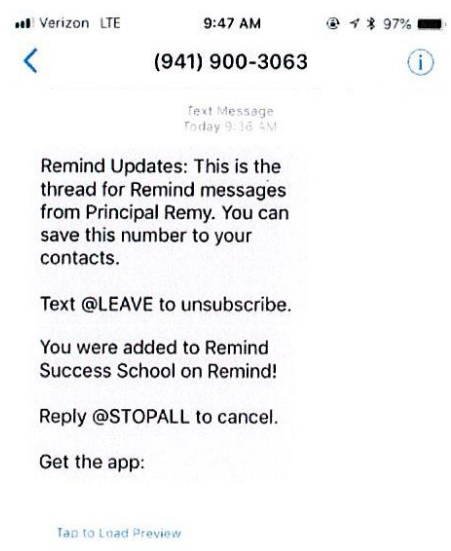 Verizon LTE 9:47 AM 97%
(941) 900-3063
Text Message
Today 9:36 AM
Remind Updates: This is the
thread for Remind messages
from Principal Remy. You can
save this number to your
contacts.
Text @LEAVE to unsubscribe.
You were added to Remind
Success School on Remind!
Reply @STOPALL to cancel.
Get the app:
Tap to Load Preview